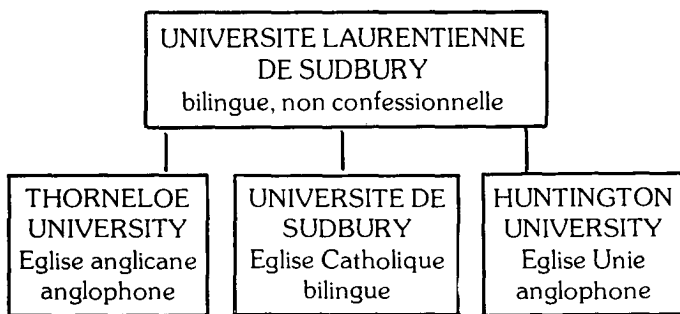 UNIVERSITE LAURENTIENNE
DE SUDBURY
bilingue, non confessionnelle
THORNELOE
UNIVERSITY
Eglise anglicane
anglophone
UNIVERSITE DE
SUDBURY
Eglise Catholique
bilingue
HUNTINGTON
UNIVERSITY
Eglise Unie
anglophone